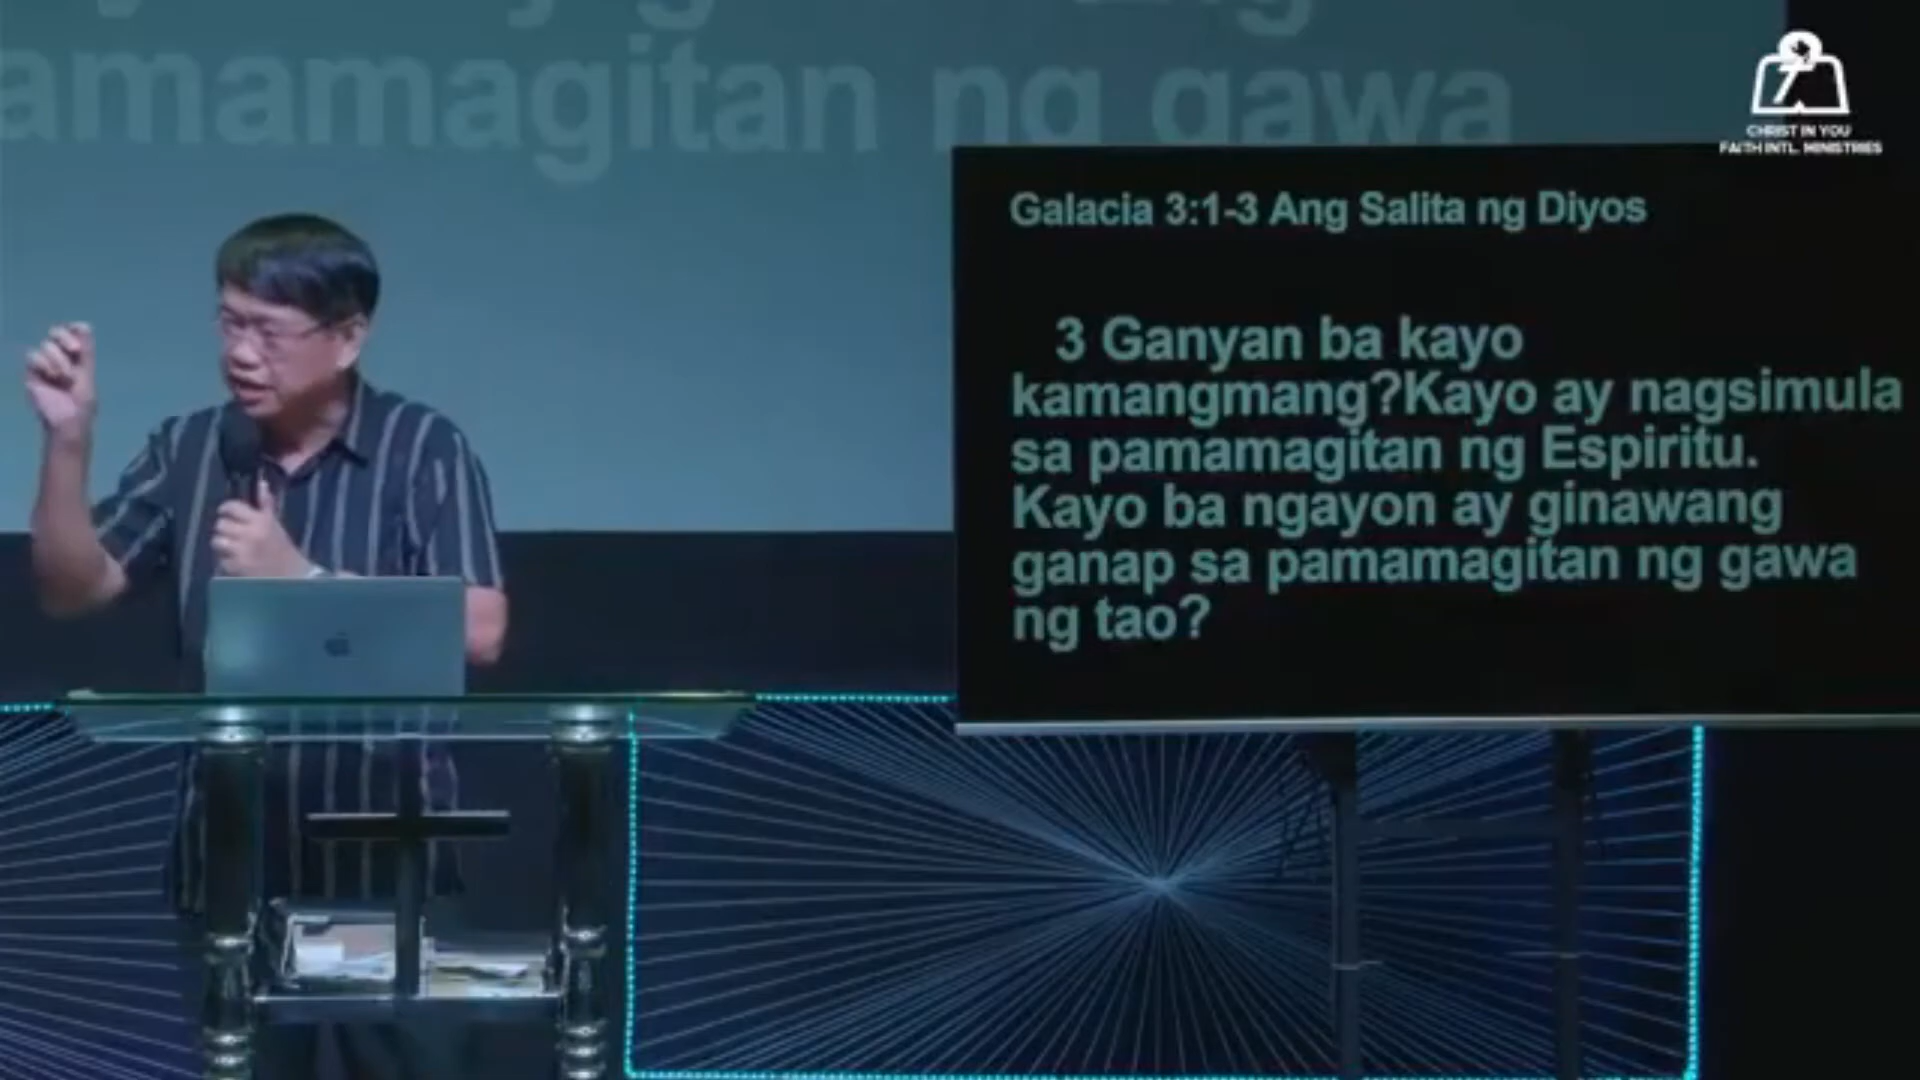 amamagitan ng gawa
CHRIST IN YOU
FAITH INTL. MINISTRIES
Galacia 3:1-3 Ang Salita ng Diyos
3 Ganyan ba kayo
kamangmang?Kayo ay nagsimula
sa pamamagitan ng Espiritu.
Kayo ba ngayon ay ginawang
ganap sa pamamagitan ng gawa
ng tao?